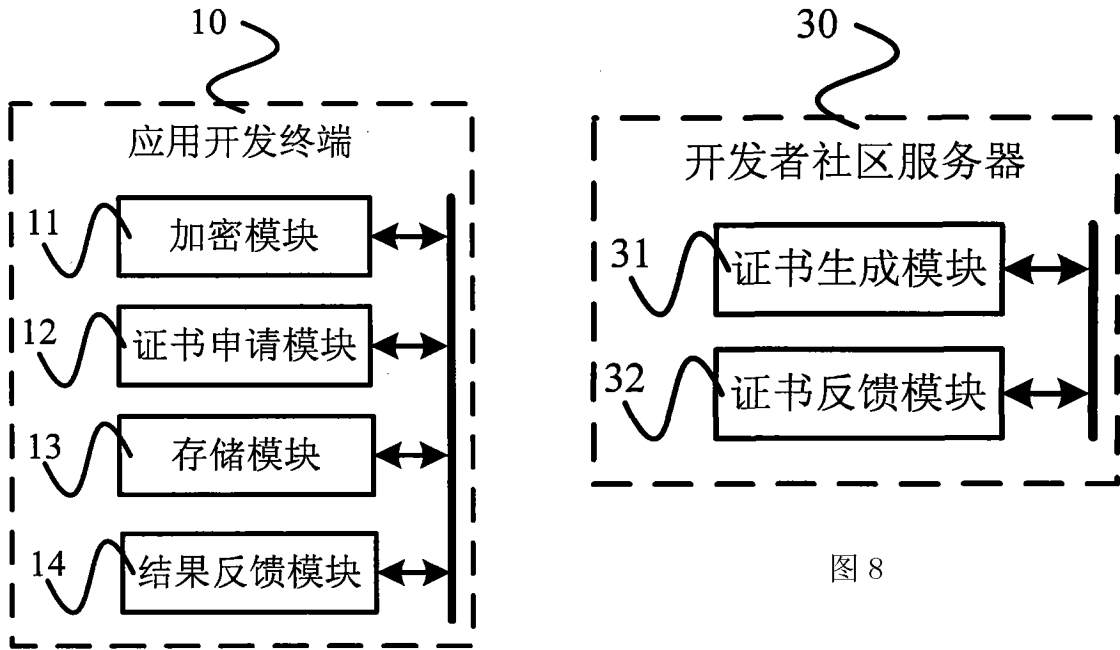 10
应用开发终端
11
加密模块
12
证书申请模块
13
存储模块
14
结果反馈模块
30
开发者社区服务器
31
证书生成模块
32
证书反馈模块
图 8